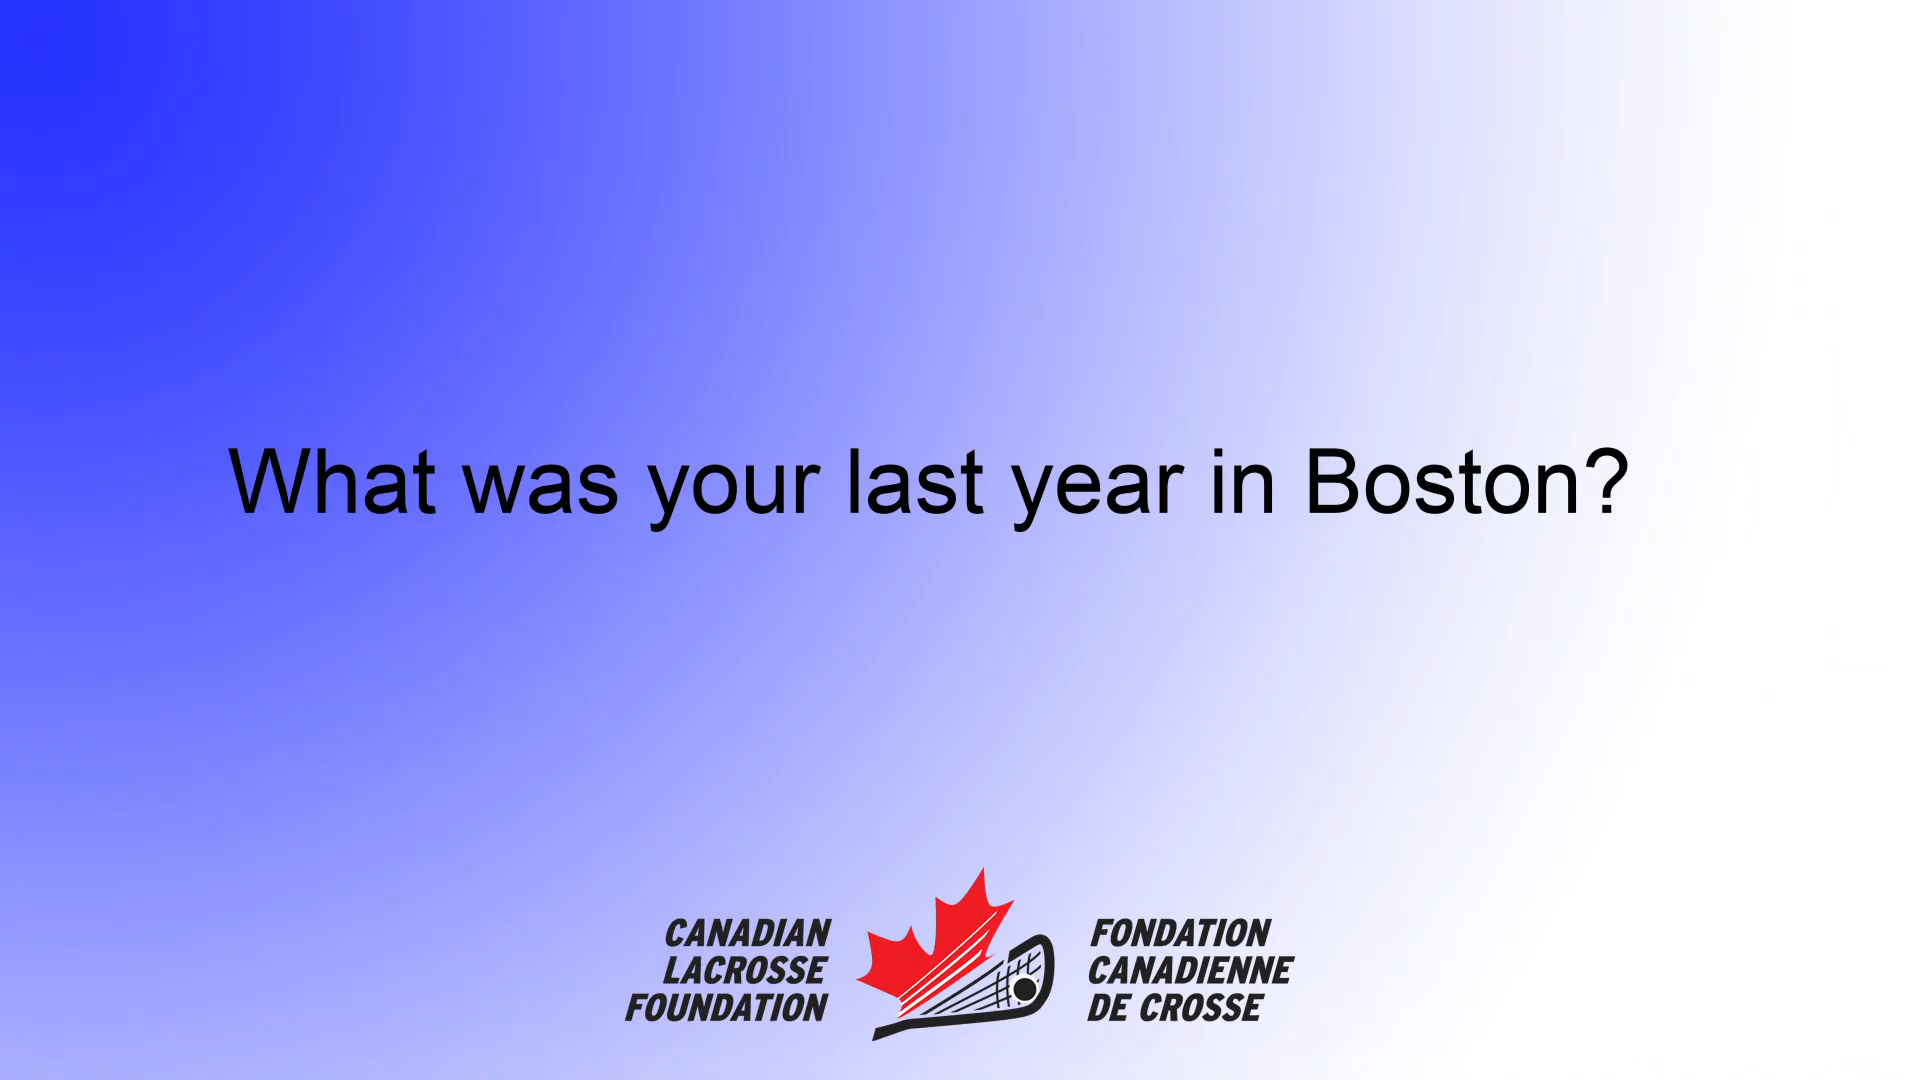 What was your last year in Boston?
CANADIAN
LACROSSE
FOUNDATION
FONDATION
CANADIENNE
DE CROSSE